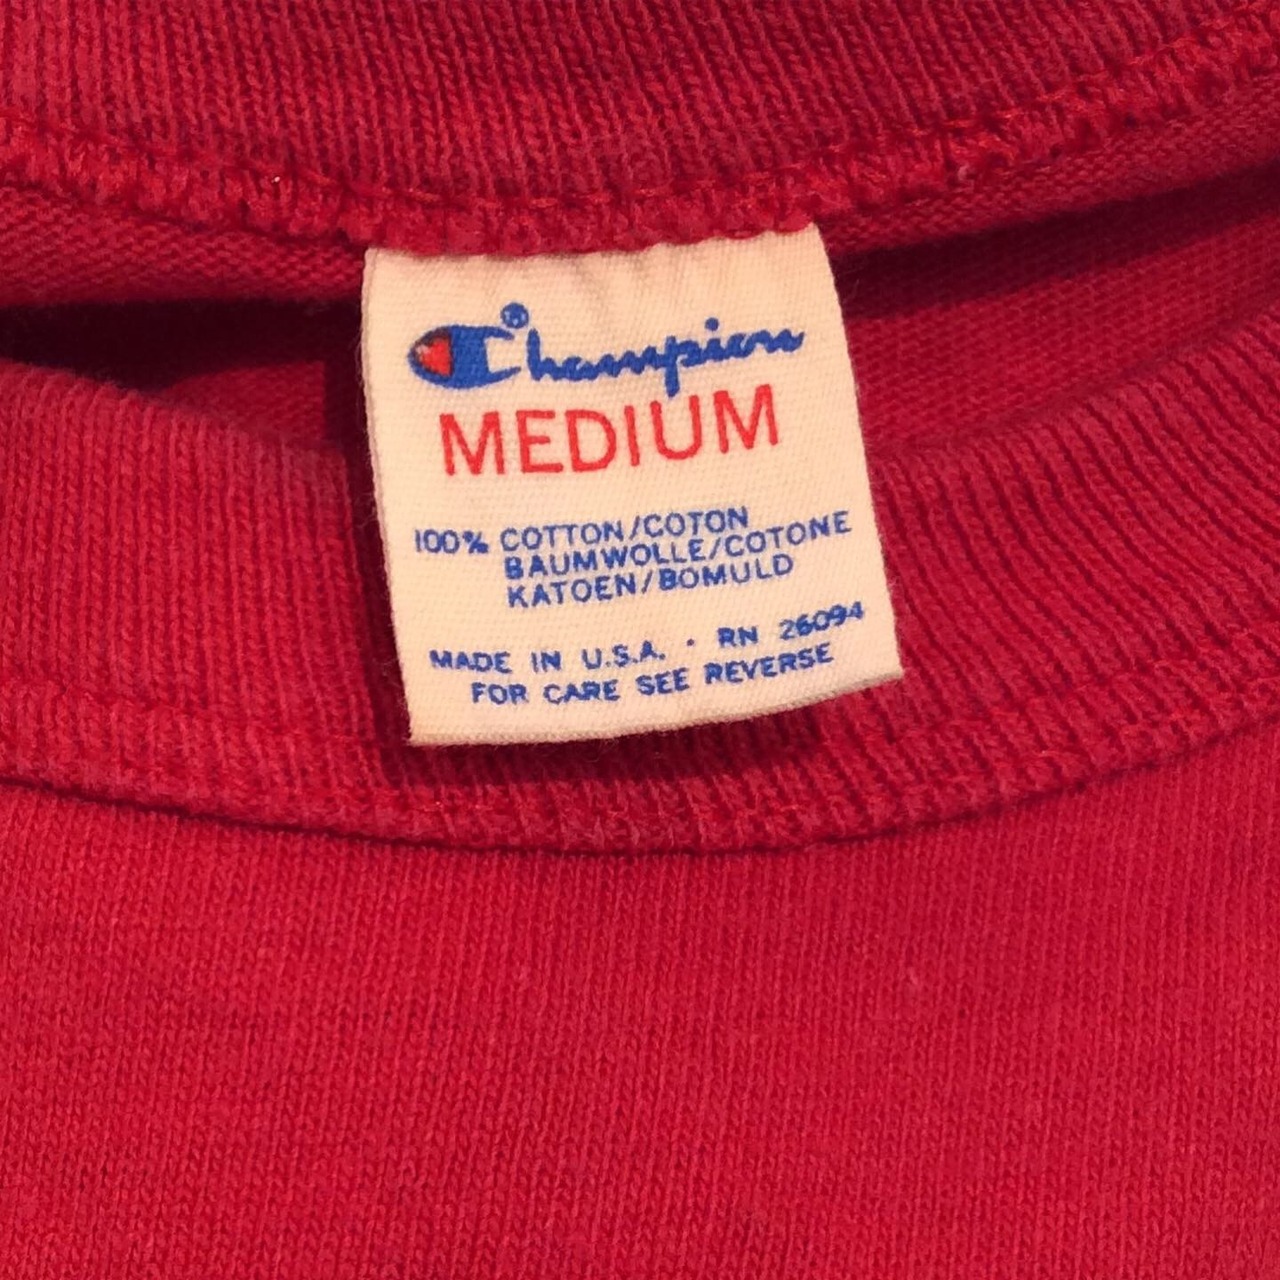 Champion®
MEDIUM
100% COTTON/COTON
BAUMWOLLE/COTONE
KATOEN/BOMULD
MADE IN U.S.A. · RN 26094
FOR CARE SEE REVERSE